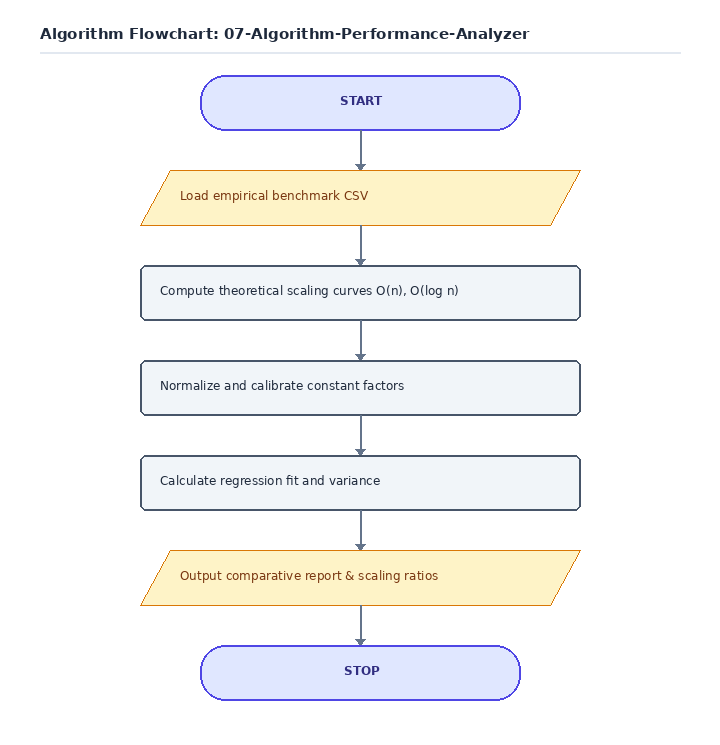 Algorithm Flowchart: 07-Algorithm-Performance-Analyzer
START
Load empirical benchmark CSV
Compute theoretical scaling curves O(n), O(log n)
Normalize and calibrate constant factors
Calculate regression fit and variance
Output comparative report & scaling ratios
STOP